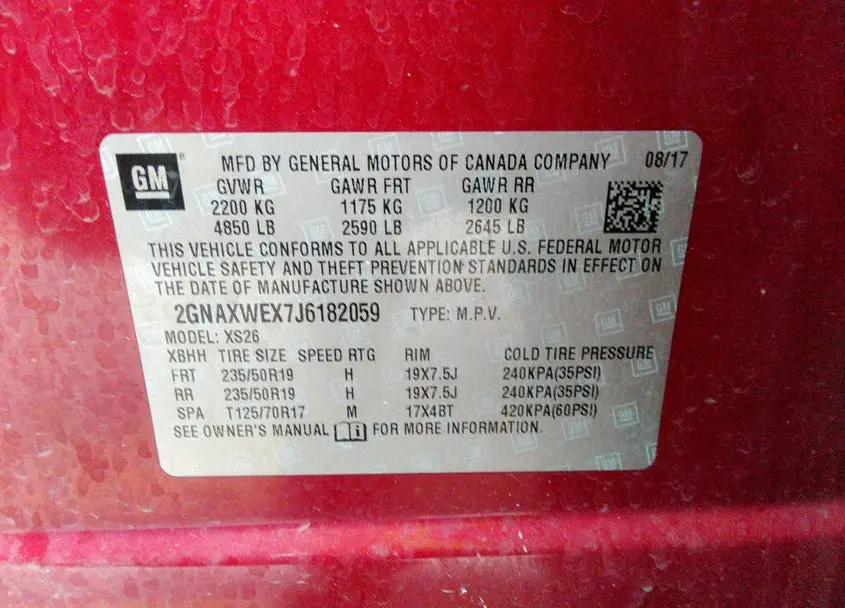 GM® MFD BY GENERAL MOTORS OF CANADA COMPANY 08/17
GVWR GAWR FRT GAWR RR
2200 KG 1175 KG 1200 KG
4850 LB 2590 LB 2645 LB
THIS VEHICLE CONFORMS TO ALL APPLICABLE U.S. FEDERAL MOTOR
VEHICLE SAFETY AND THEFT PREVENTION STANDARDS IN EFFECT ON
THE DATE OF MANUFACTURE SHOWN ABOVE.
2GNAXWEX7J6182059 TYPE: M.P.V.
MODEL: XS26
XBHH TIRE SIZE SPEED RTG RIM COLD TIRE PRESSURE
FRT 235/50R19 H 19X7.5J 240KPA(35PSI)
RR 235/50R19 H 19X7.5J 240KPA(35PSI)
SPA T125/70R17 M 17X4BT 420KPA(60PSI)
SEE OWNER'S MANUAL i FOR MORE INFORMATION.